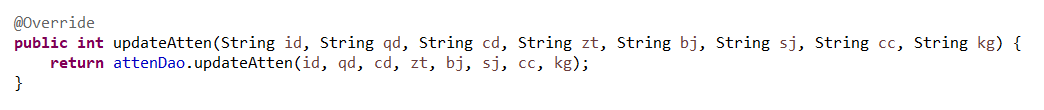 @Override
public int updateAtten(String id, String qd, String cd, String zt, String bj, String sj, String cc, String kg) {
    return attenDao.updateAtten(id, qd, cd, zt, bj, sj, cc, kg);
}